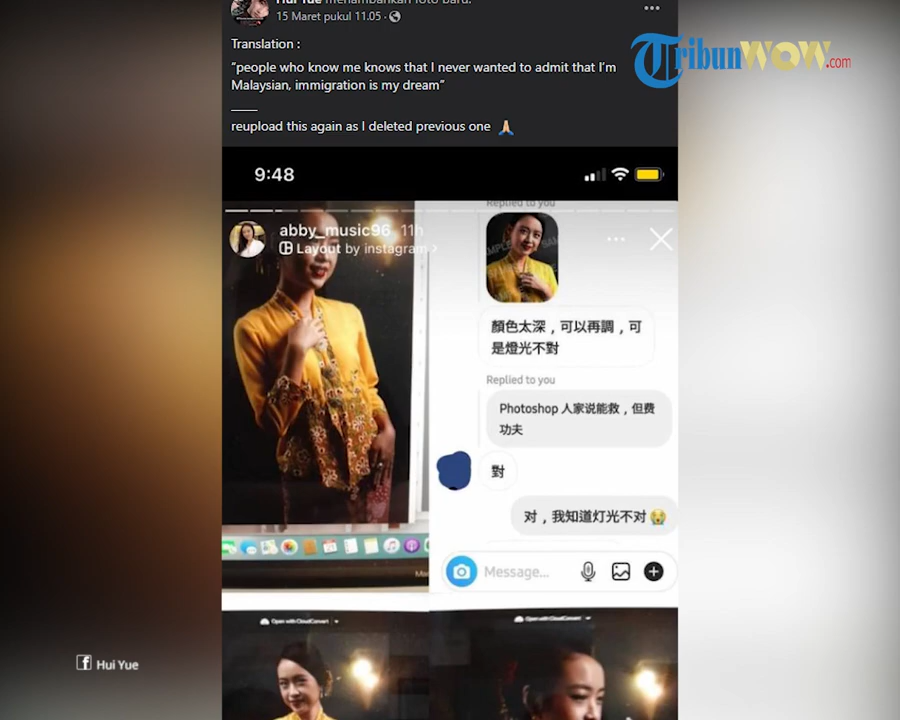 Hui Yue menambahkan foto baru.
15 Maret pukul 11.05 ·
Translation :
"people who know me knows that I never wanted to admit that I'm
Malaysian, immigration is my dream"
reupload this again as I deleted previous one 🙏🏻
TribunWOW.com
9:48
abby_music96 11h
Layout by instagram >
Replied to you
顏色太深，可以再調，可
是燈光不對
Replied to you
Photoshop 人家说能救，但费
功夫
對
对，我知道灯光不对 😭
Message...
Open with CloudConvert
Open with CloudConvert
Hui Yue